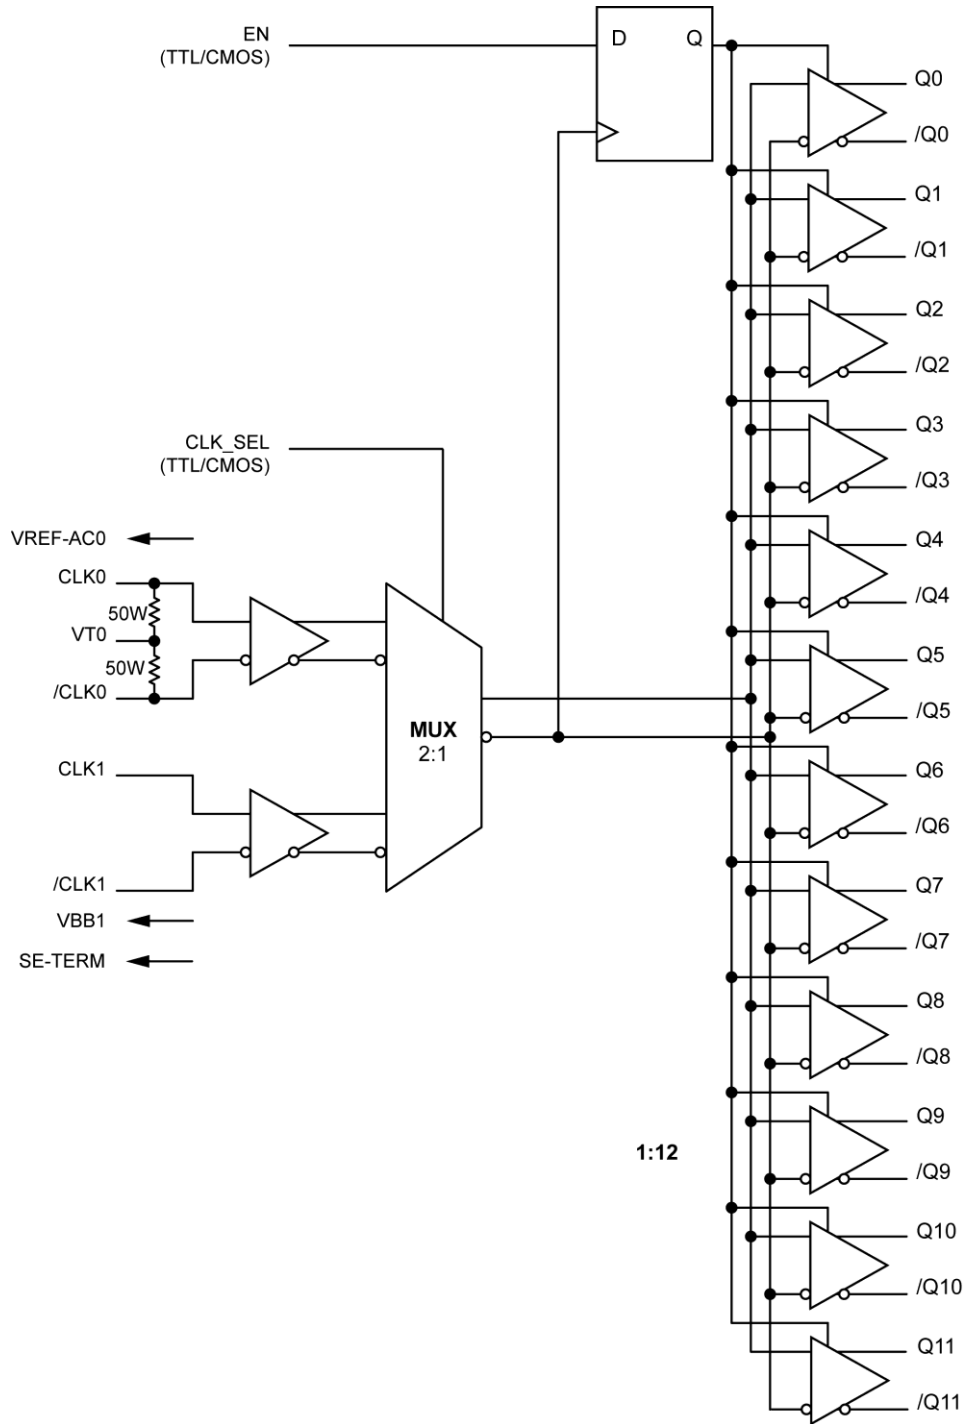 EN
(TTL/CMOS)
D Q
Q0
/Q0
Q1
/Q1
Q2
/Q2
Q3
/Q3
CLK_SEL
(TTL/CMOS)
Q4
/Q4
VREF-AC0
CLK0
50W
VT0
50W
/CLK0
Q5
/Q5
MUX
2:1
CLK1
Q6
/Q6
/CLK1
VBB1
SE-TERM
Q7
/Q7
Q8
/Q8
1:12
Q9
/Q9
Q10
/Q10
Q11
/Q11